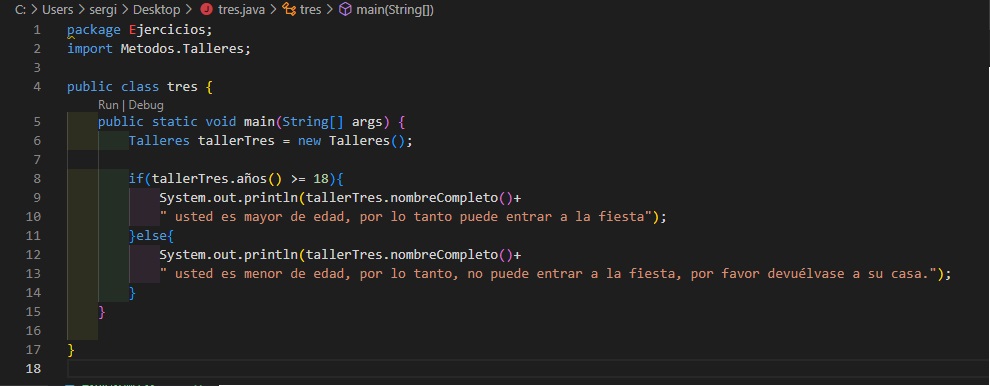 C: > Users > sergi > Desktop > tres.java > tres > main(String[])
1 package Ejercicios;
2 import Metodos.Talleres;
3
4 public class tres {
Run | Debug
5 public static void main(String[] args) {
6 Talleres tallerTres = new Talleres();
7
8 if(tallerTres.años() >= 18){
9 System.out.println(tallerTres.nombreCompleto()+
10 " usted es mayor de edad, por lo tanto puede entrar a la fiesta");
11 }else{
12 System.out.println(tallerTres.nombreCompleto()+
13 " usted es menor de edad, por lo tanto, no puede entrar a la fiesta, por favor devuélvase a su casa.");
14 }
15 }
16
17 }
18